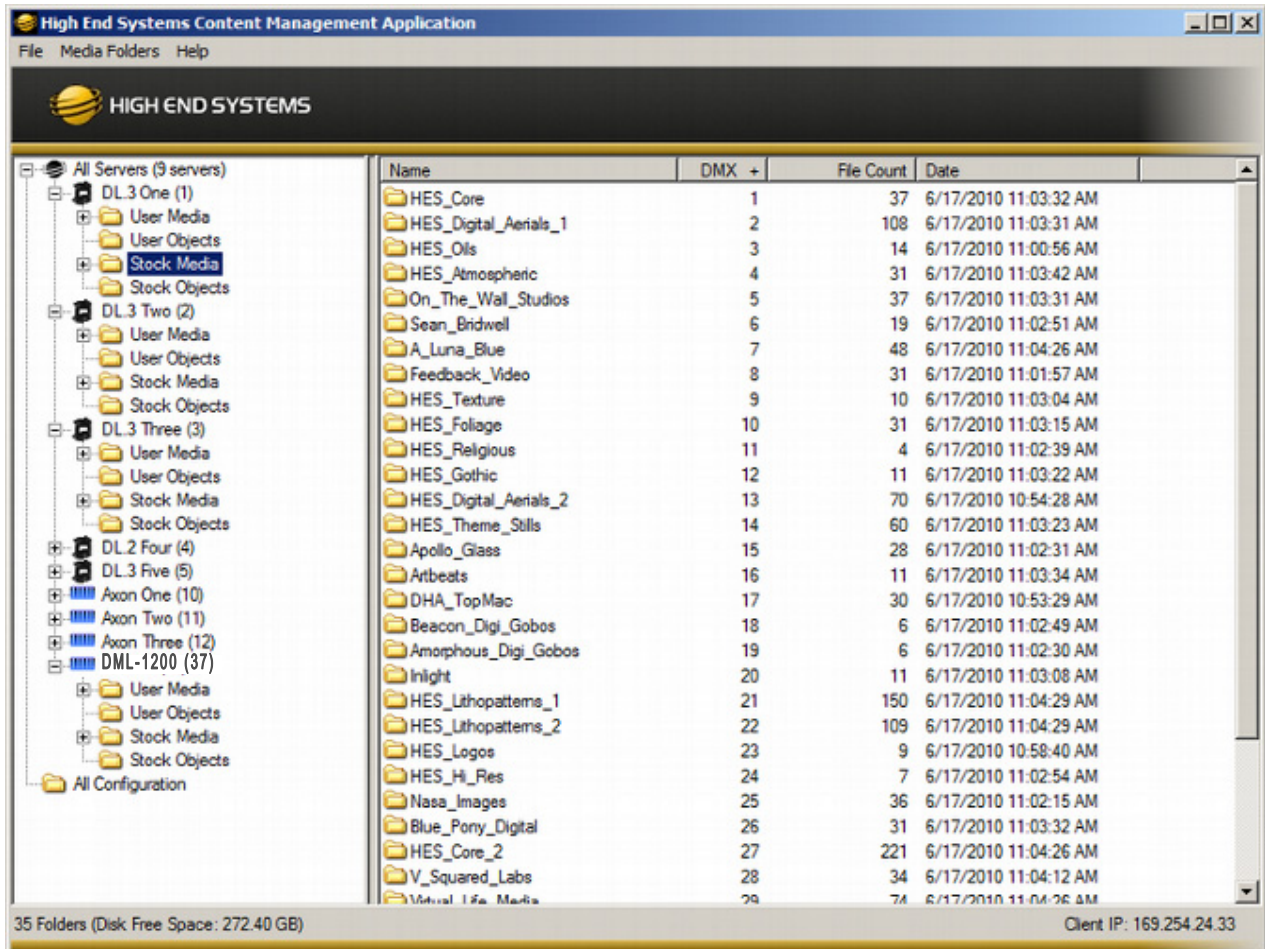 High End Systems Content Management Application
File Media Folders Help
HIGH END SYSTEMS
All Servers (9 servers)
DL.3 One (1)
User Media
User Objects
Stock Media
Stock Objects
DL.3 Two (2)
User Media
User Objects
Stock Media
Stock Objects
DL.3 Three (3)
User Media
User Objects
Stock Media
Stock Objects
DL.2 Four (4)
DL.3 Five (5)
Axon One (10)
Axon Two (11)
Axon Three (12)
DML-1200 (37)
User Media
User Objects
Stock Media
Stock Objects
All Configuration
Name DMX + File Count Date
HES_Core 1 37 6/17/2010 11:03:32 AM
HES_Digital_Aerials_1 2 108 6/17/2010 11:03:31 AM
HES_Oils 3 14 6/17/2010 11:00:56 AM
HES_Atmospheric 4 31 6/17/2010 11:03:42 AM
On_The_Wall_Studios 5 37 6/17/2010 11:03:31 AM
Sean_Bridwell 6 19 6/17/2010 11:02:51 AM
A_Luna_Blue 7 48 6/17/2010 11:04:26 AM
Feedback_Video 8 31 6/17/2010 11:01:57 AM
HES_Texture 9 10 6/17/2010 11:03:04 AM
HES_Foliage 10 31 6/17/2010 11:03:15 AM
HES_Religious 11 4 6/17/2010 11:02:39 AM
HES_Gothic 12 11 6/17/2010 11:03:22 AM
HES_Digital_Aerials_2 13 70 6/17/2010 10:54:28 AM
HES_Theme_Stills 14 60 6/17/2010 11:03:23 AM
Apollo_Glass 15 28 6/17/2010 11:02:31 AM
Artbeats 16 11 6/17/2010 11:03:34 AM
DHA_TopMac 17 30 6/17/2010 10:53:29 AM
Beacon_Digi_Gobos 18 6 6/17/2010 11:02:49 AM
Amorphous_Digi_Gobos 19 6 6/17/2010 11:02:30 AM
Inlight 20 11 6/17/2010 11:03:08 AM
HES_Lithopatterns_1 21 150 6/17/2010 11:04:29 AM
HES_Lithopatterns_2 22 109 6/17/2010 11:04:29 AM
HES_Logos 23 9 6/17/2010 10:58:40 AM
HES_Hi_Res 24 7 6/17/2010 11:02:54 AM
Nasa_Images 25 36 6/17/2010 11:02:15 AM
Blue_Pony_Digital 26 31 6/17/2010 11:03:32 AM
HES_Core_2 27 221 6/17/2010 11:04:26 AM
V_Squared_Labs 28 34 6/17/2010 11:04:12 AM
Virtual_Life_Media 29 74 6/17/2010 11:04:26 AM
35 Folders (Disk Free Space: 272.40 GB)
Client IP: 169.254.24.33